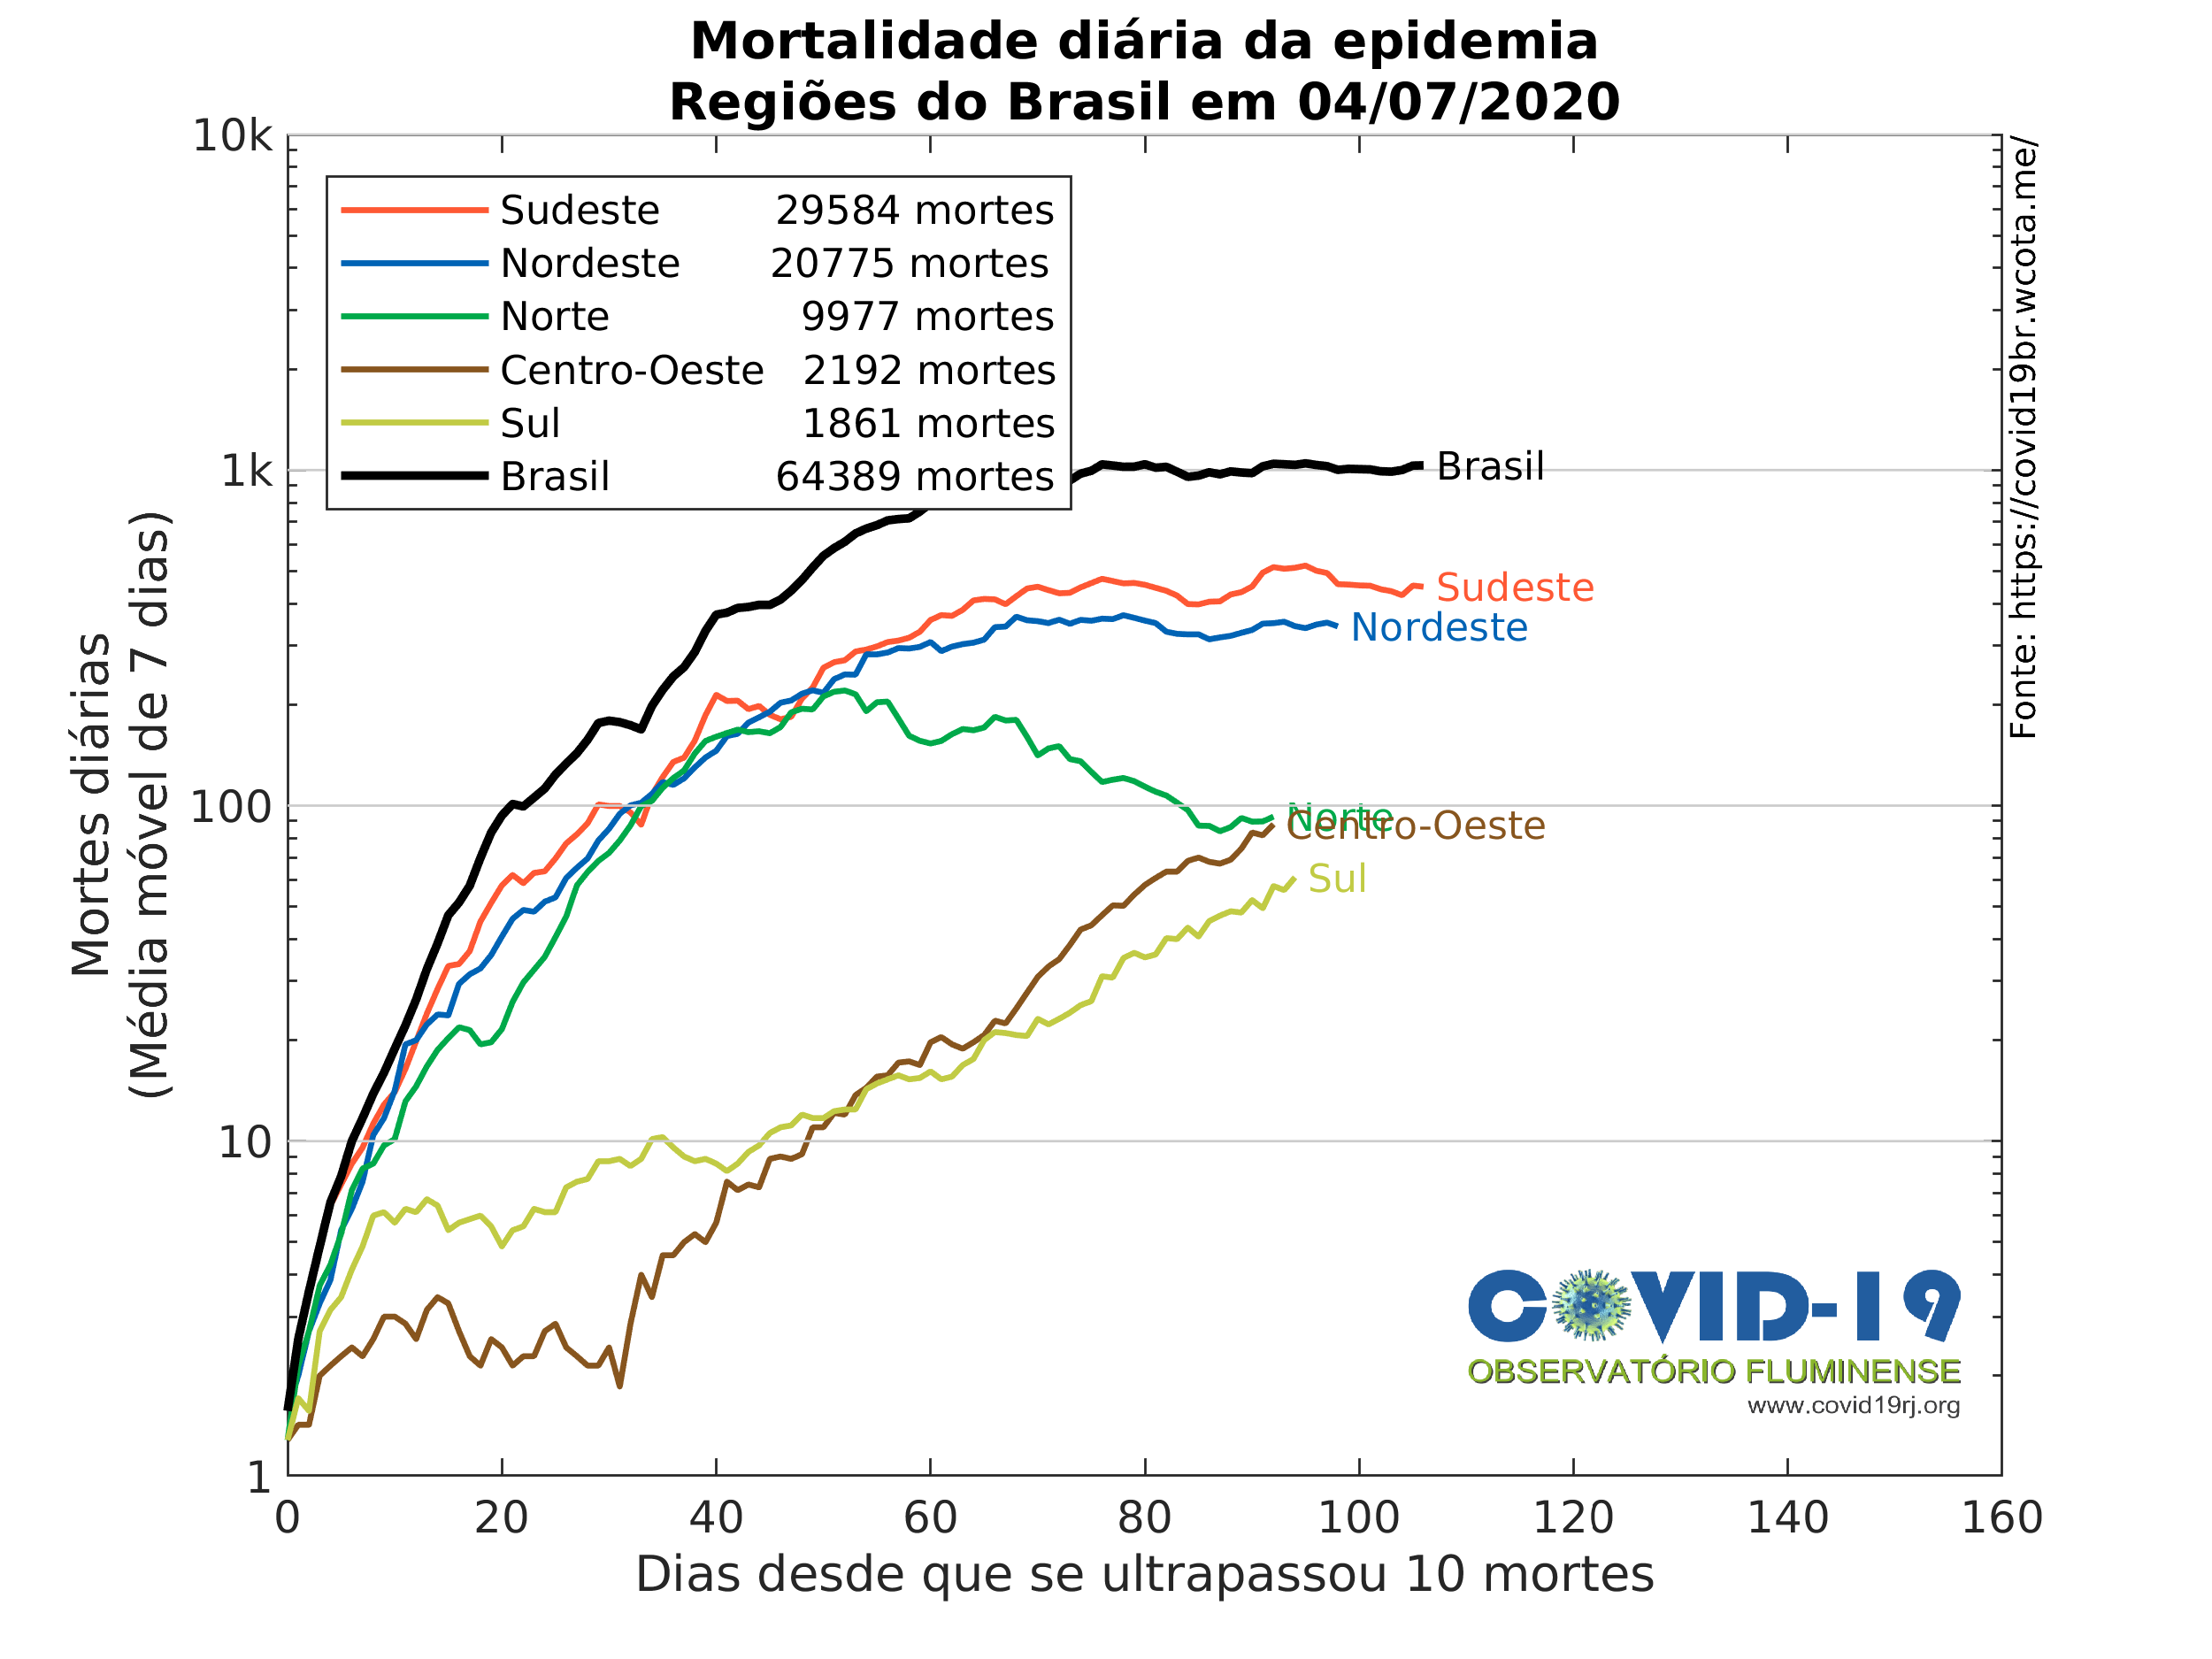 Mortalidade diária da epidemia
Regiões do Brasil em 04/07/2020
10k
1k
100
10
1
Mortes diárias
(Média móvel de 7 dias)
Sudeste 29584 mortes
Nordeste 20775 mortes
Norte 9977 mortes
Centro-Oeste 2192 mortes
Sul 1861 mortes
Brasil 64389 mortes
Brasil
Sudeste
Nordeste
Norte
Centro-Oeste
Sul
Fonte: https://covid19br.wcota.me/
COVID-19
OBSERVATÓRIO FLUMINENSE
www.covid19rj.org
0 20 40 60 80 100 120 140 160
Dias desde que se ultrapassou 10 mortes